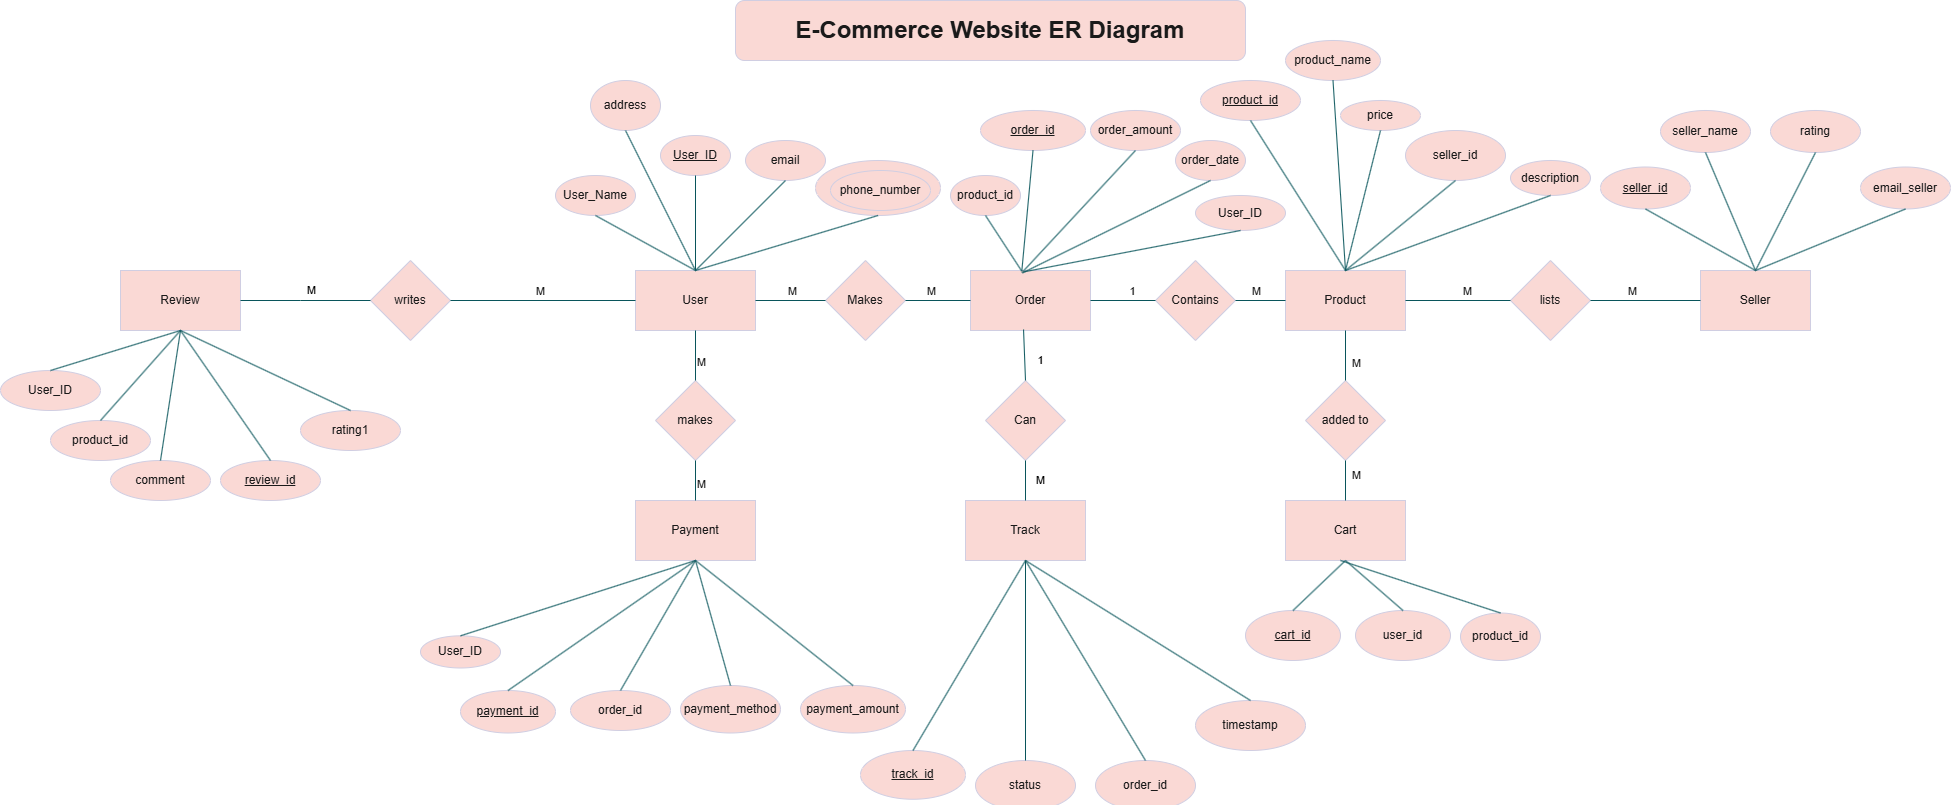 E-Commerce Website ER Diagram
product_name
address
product_id
price
order_id
order_amount
seller_name
rating
User_ID
email
order_date
seller_id
description
phone_number
User_Name
product_id
seller_id
email_seller
User_ID
Review
M
writes
M
User
M
Makes
M
Order
1
Contains
M
Product
M
lists
M
Seller
M
1
M
User_ID
product_id
comment
review_id
rating1
makes
Can
added to
M
M
M
Payment
Track
Cart
User_ID
payment_id
order_id
payment_method
payment_amount
cart_id
user_id
product_id
track_id
status
order_id
timestamp